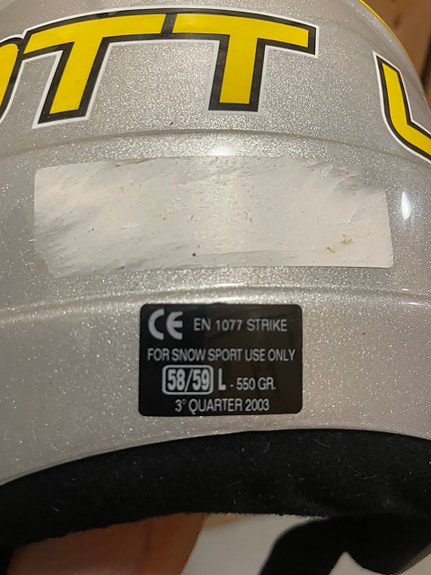 OTT U
CE EN 1077 STRIKE
FOR SNOW SPORT USE ONLY
58/59 L - 550 GR.
3° QUARTER 2003